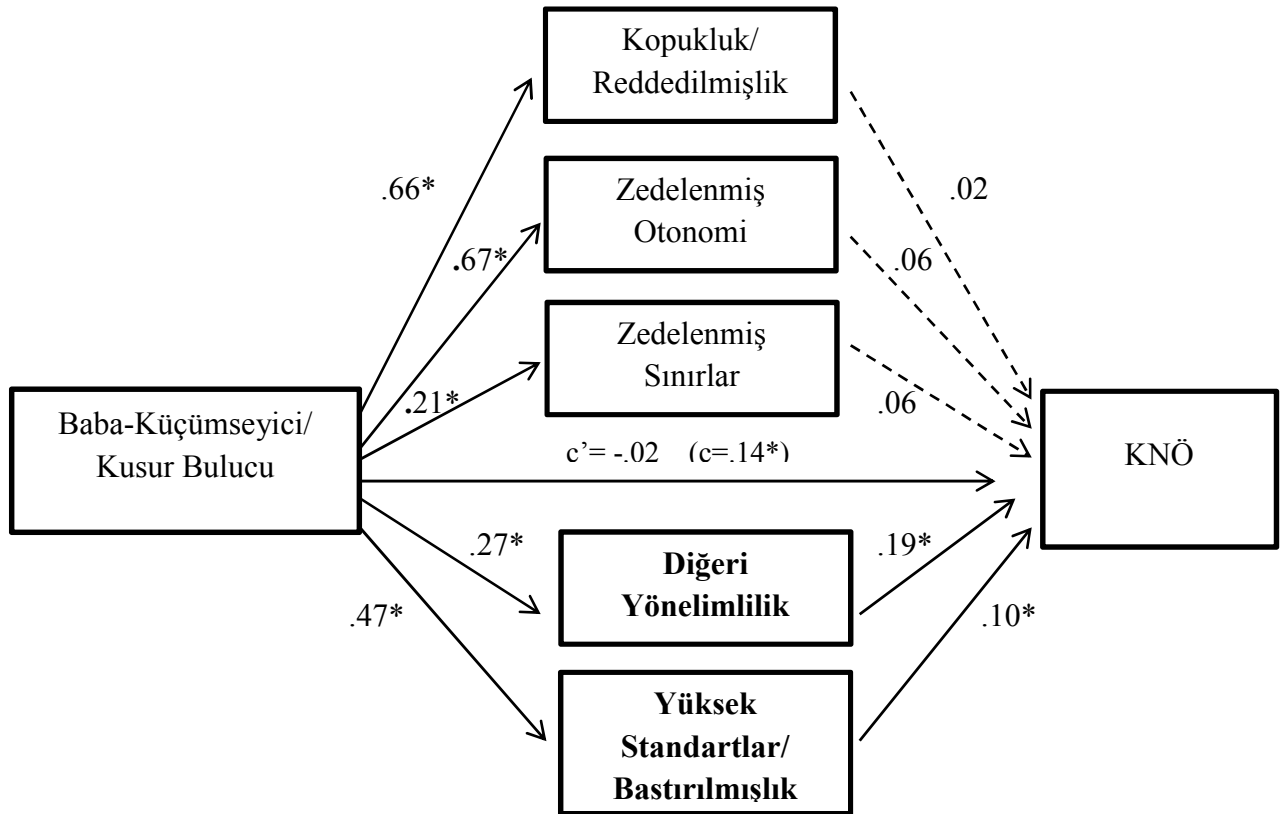 Kopukluk/
Reddedilmişlik
.66*
.02
Zedelenmiş
Otonomi
.67*
.06
Zedelenmiş
Sınırlar
.21*
.06
Baba-Küçümseyici/
Kusur Bulucu
c’= -.02 (c=.14*)
KNÖ
.27*
Diğeri
Yönelimlilik
.19*
.47*
.10*
Yüksek
Standartlar/
Bastırılmışlık